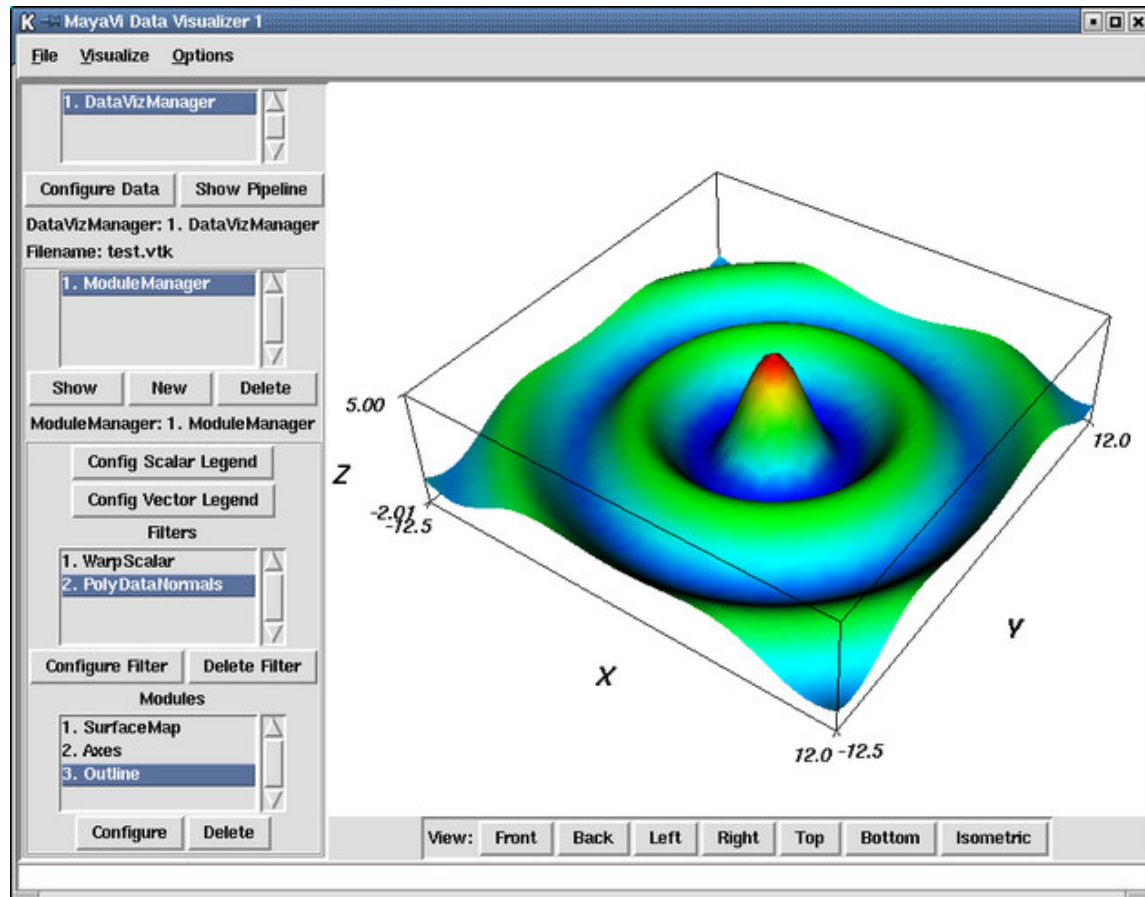 MayaVi Data Visualizer 1
File Visualize Options
1. DataVizManager
Configure Data Show Pipeline
DataVizManager: 1. DataVizManager
Filename: test.vtk
1. ModuleManager
Show New Delete
ModuleManager: 1. ModuleManager
Config Scalar Legend
Config Vector Legend
Filters
1. WarpScalar
2. PolyDataNormals
Configure Filter Delete Filter
Modules
1. SurfaceMap
2. Axes
3. Outline
Configure Delete
5.00
Z
-2.01
-12.5
X
12.0
-12.5
Y
12.0
View: Front Back Left Right Top Bottom Isometric